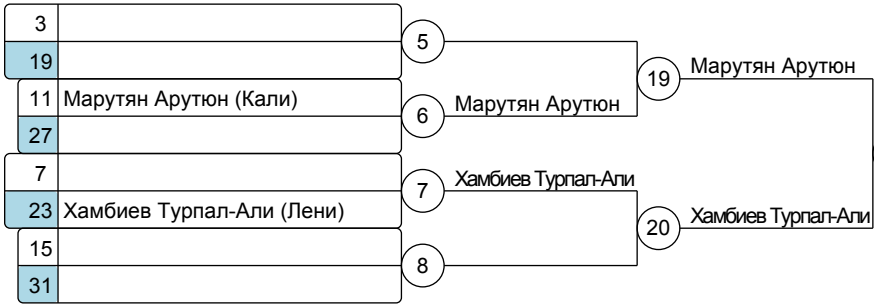 3
5
19
19 Марутян Арутюн
11 Марутян Арутюн (Кали)
6 Марутян Арутюн
27
7
7 Хамбиев Турпал-Али
23 Хамбиев Турпал-Али (Лени)
20 Хамбиев Турпал-Али
15
8
31